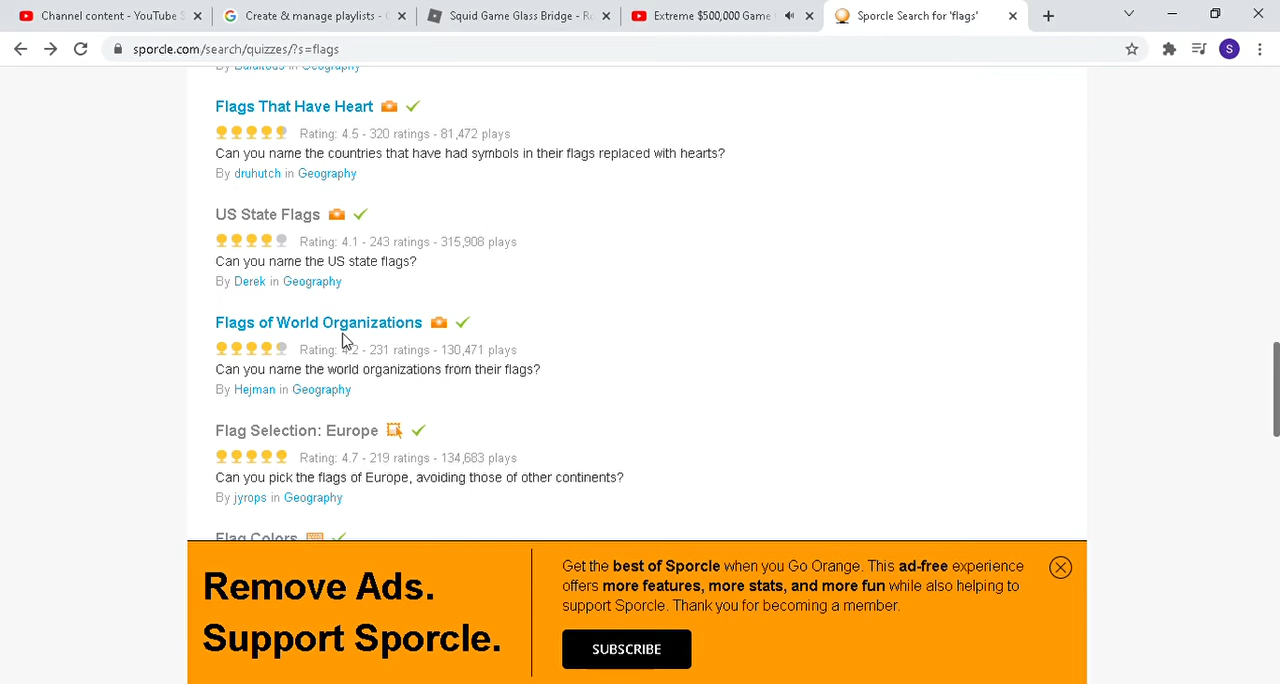 Channel content - YouTube S
Create & manage playlists - G
Squid Game Glass Bridge - Ro
Extreme $500,000 Game
Sporcle Search for 'flags'
sporcle.com/search/quizzes/?s=flags
S
in Geography
Flags That Have Heart
Rating: 4.5 - 320 ratings - 81,472 plays
Can you name the countries that have had symbols in their flags replaced with hearts?
By druhutch in Geography
US State Flags
Rating: 4.1 - 243 ratings - 315,908 plays
Can you name the US state flags?
By Derek in Geography
Flags of World Organizations
Rating: 4.2 - 231 ratings - 130,471 plays
Can you name the world organizations from their flags?
By Hejman in Geography
Flag Selection: Europe
Rating: 4.7 - 219 ratings - 134,683 plays
Can you pick the flags of Europe, avoiding those of other continents?
By jyrops in Geography
Flag Colors
Remove Ads.
Support Sporcle.
Get the best of Sporcle when you Go Orange. This ad-free experience
offers more features, more stats, and more fun while also helping to
support Sporcle. Thank you for becoming a member.
SUBSCRIBE